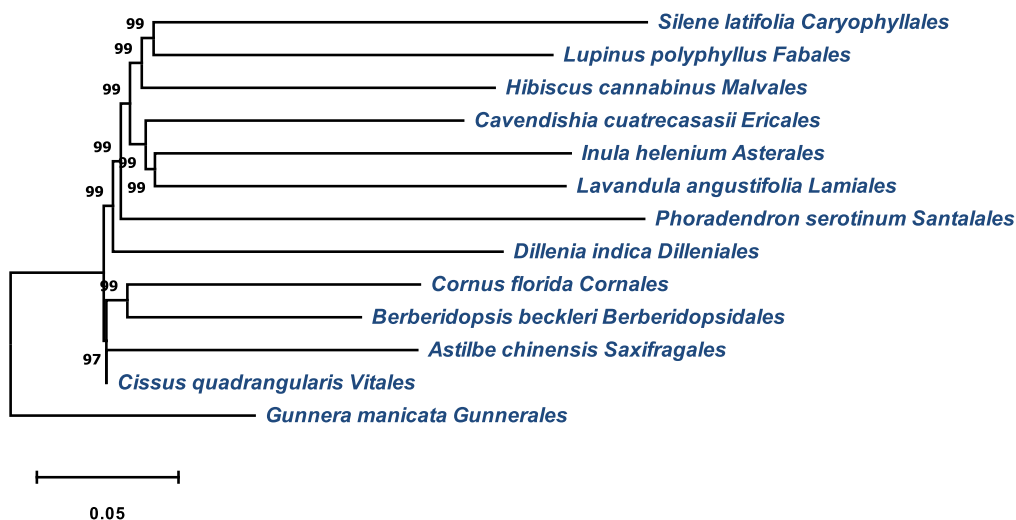 99
Silene latifolia Caryophyllales
99
Lupinus polyphyllus Fabales
99
Hibiscus cannabinus Malvales
Cavendishia cuatrecasasii Ericales
99
Inula helenium Asterales
99
99
Lavandula angustifolia Lamiales
99
Phoradendron serotinum Santalales
Dillenia indica Dilleniales
99
Cornus florida Cornales
Berberidopsis beckleri Berberidopsidales
Astilbe chinensis Saxifragales
97
Cissus quadrangularis Vitales
Gunnera manicata Gunnerales
0.05